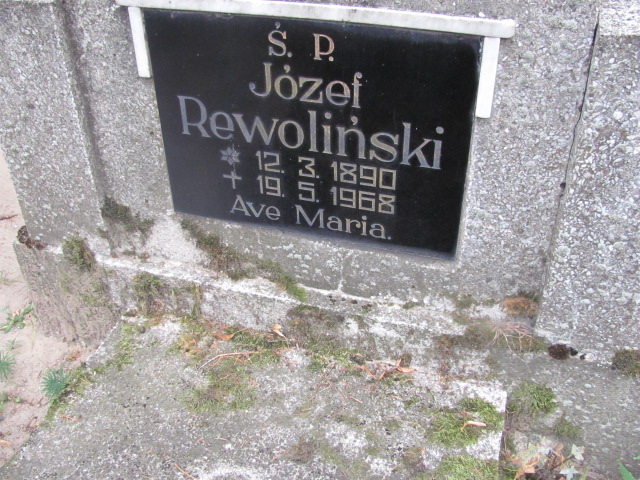 Ś. P.
Józef
Rewoliński
* 12. 3. 1890
+ 19. 5. 1968
Ave Maria.